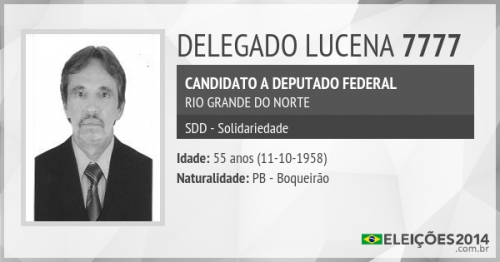 DELEGADO LUCENA 7777
CANDIDATO A DEPUTADO FEDERAL
RIO GRANDE DO NORTE
SDD - Solidariedade
Idade: 55 anos (11-10-1958)
Naturalidade: PB - Boqueirão
ELEIÇÕES2014
.com.br